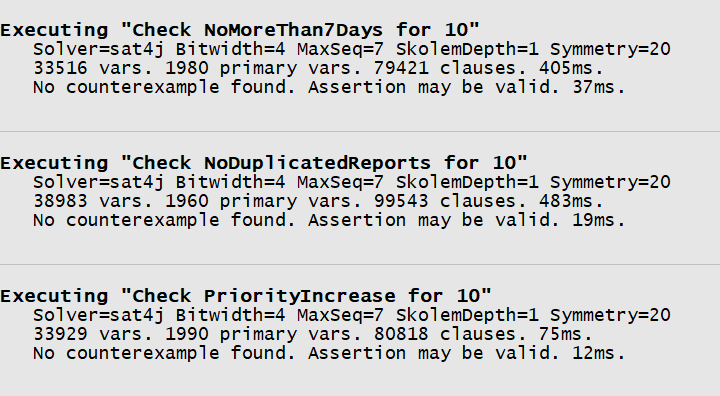 Executing "Check NoMoreThan7Days for 10"
Solver=sat4j Bitwidth=4 MaxSeq=7 SkolemDepth=1 Symmetry=20
33516 vars. 1980 primary vars. 79421 clauses. 405ms.
No counterexample found. Assertion may be valid. 37ms.
Executing "Check NoDuplicatedReports for 10"
Solver=sat4j Bitwidth=4 MaxSeq=7 SkolemDepth=1 Symmetry=20
38983 vars. 1960 primary vars. 99543 clauses. 483ms.
No counterexample found. Assertion may be valid. 19ms.
Executing "Check PriorityIncrease for 10"
Solver=sat4j Bitwidth=4 MaxSeq=7 SkolemDepth=1 Symmetry=20
33929 vars. 1990 primary vars. 80818 clauses. 75ms.
No counterexample found. Assertion may be valid. 12ms.